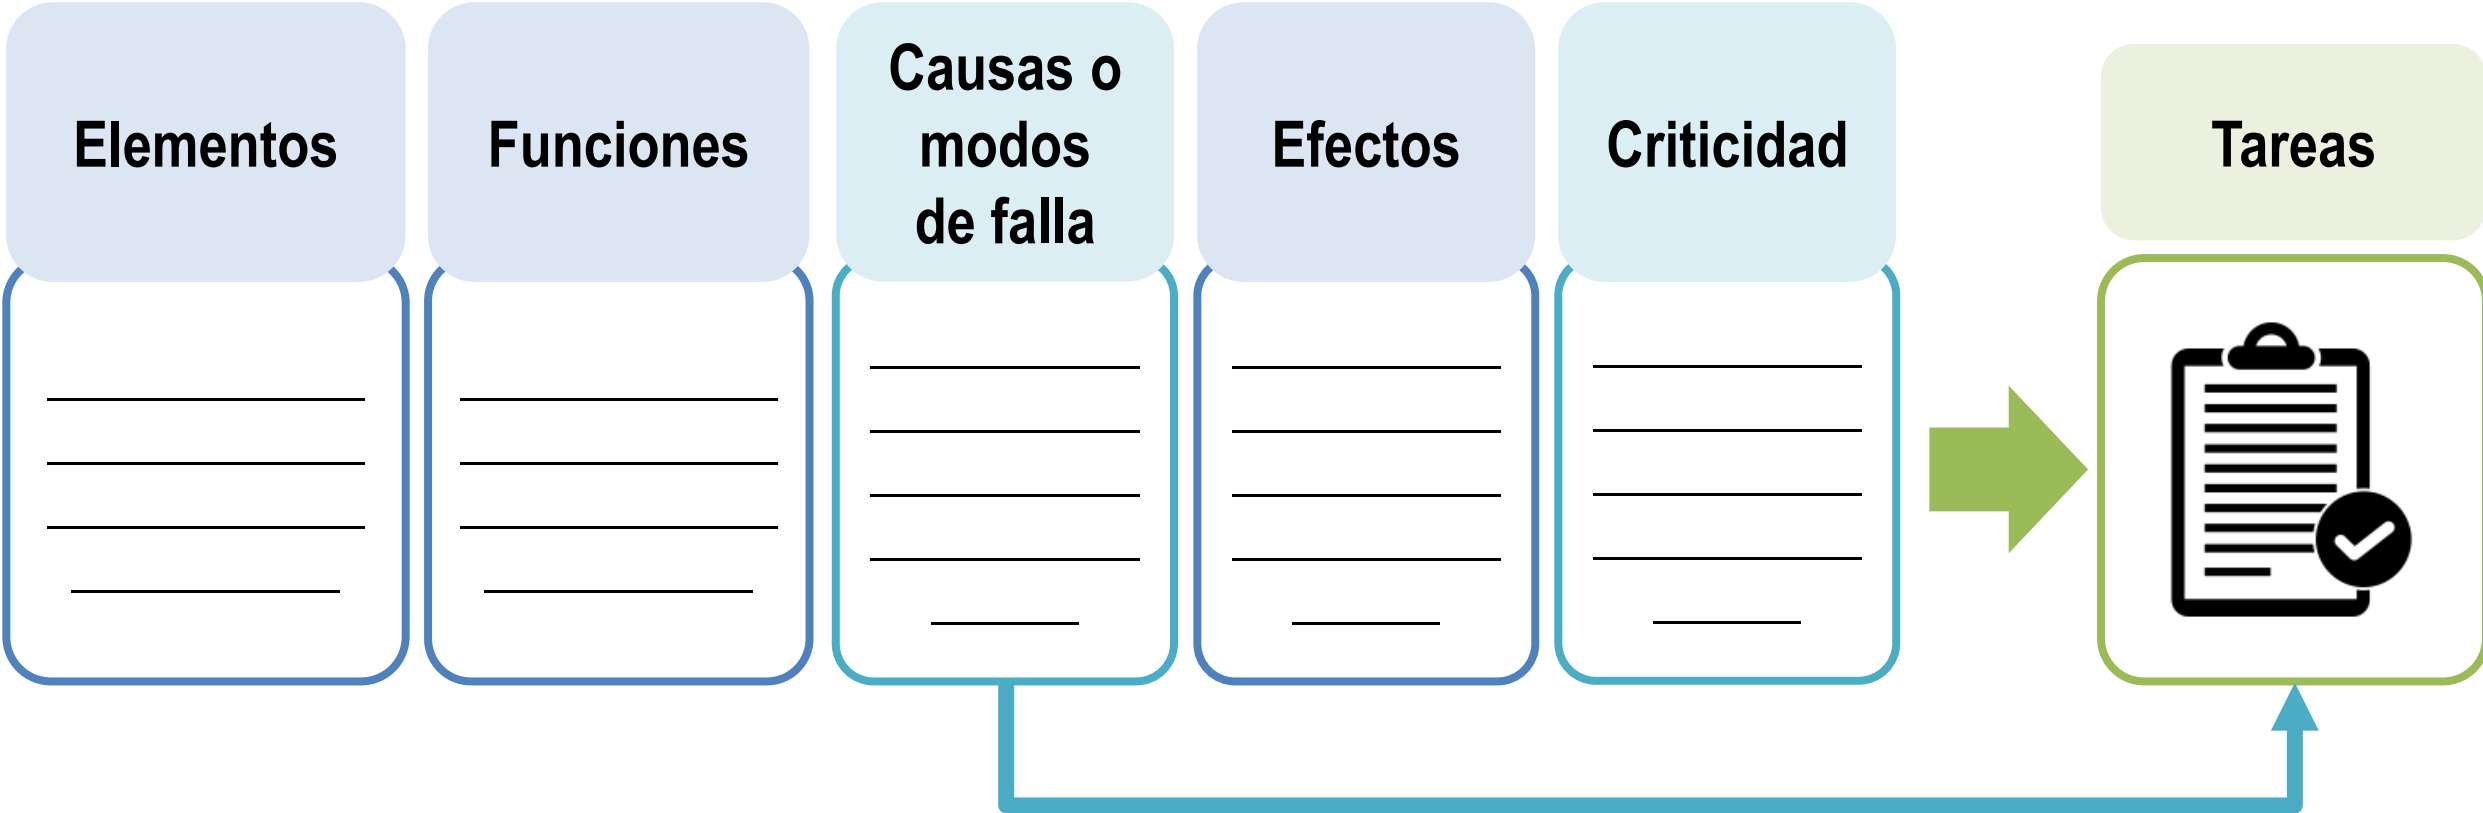 Elementos
Funciones
Causas o
modos
de falla
Efectos
Criticidad
Tareas